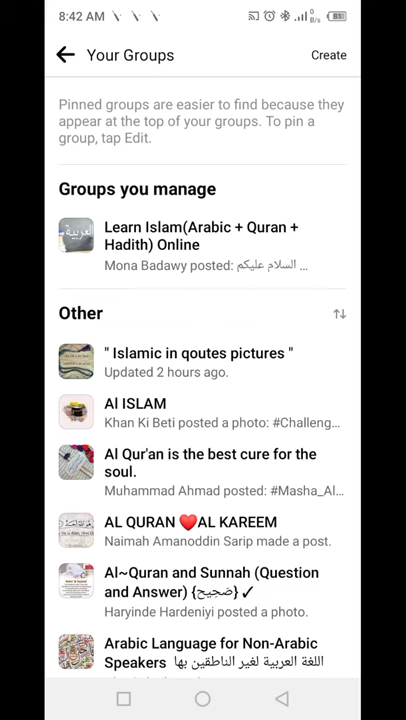 8:42 AM
0
B/s
81
Your Groups
Create
Pinned groups are easier to find because they
appear at the top of your groups. To pin a
group, tap Edit.
Groups you manage
Learn Islam(Arabic + Quran +
Hadith) Online
Mona Badawy posted: السلام عليكم ...
Other
" Islamic in qoutes pictures "
Updated 2 hours ago.
Al ISLAM
Khan Ki Beti posted a photo: #Challeng...
Al Qur'an is the best cure for the
soul.
Muhammad Ahmad posted: #Masha_Al...
AL QURAN ❤️AL KAREEM
Naimah Amanoddin Sarip made a post.
Al~Quran and Sunnah (Question
and Answer) {صَحِيح} ✓
Haryinde Hardeniyi posted a photo.
Arabic Language for Non-Arabic
Speakers اللغة العربية لغير الناطقين بها